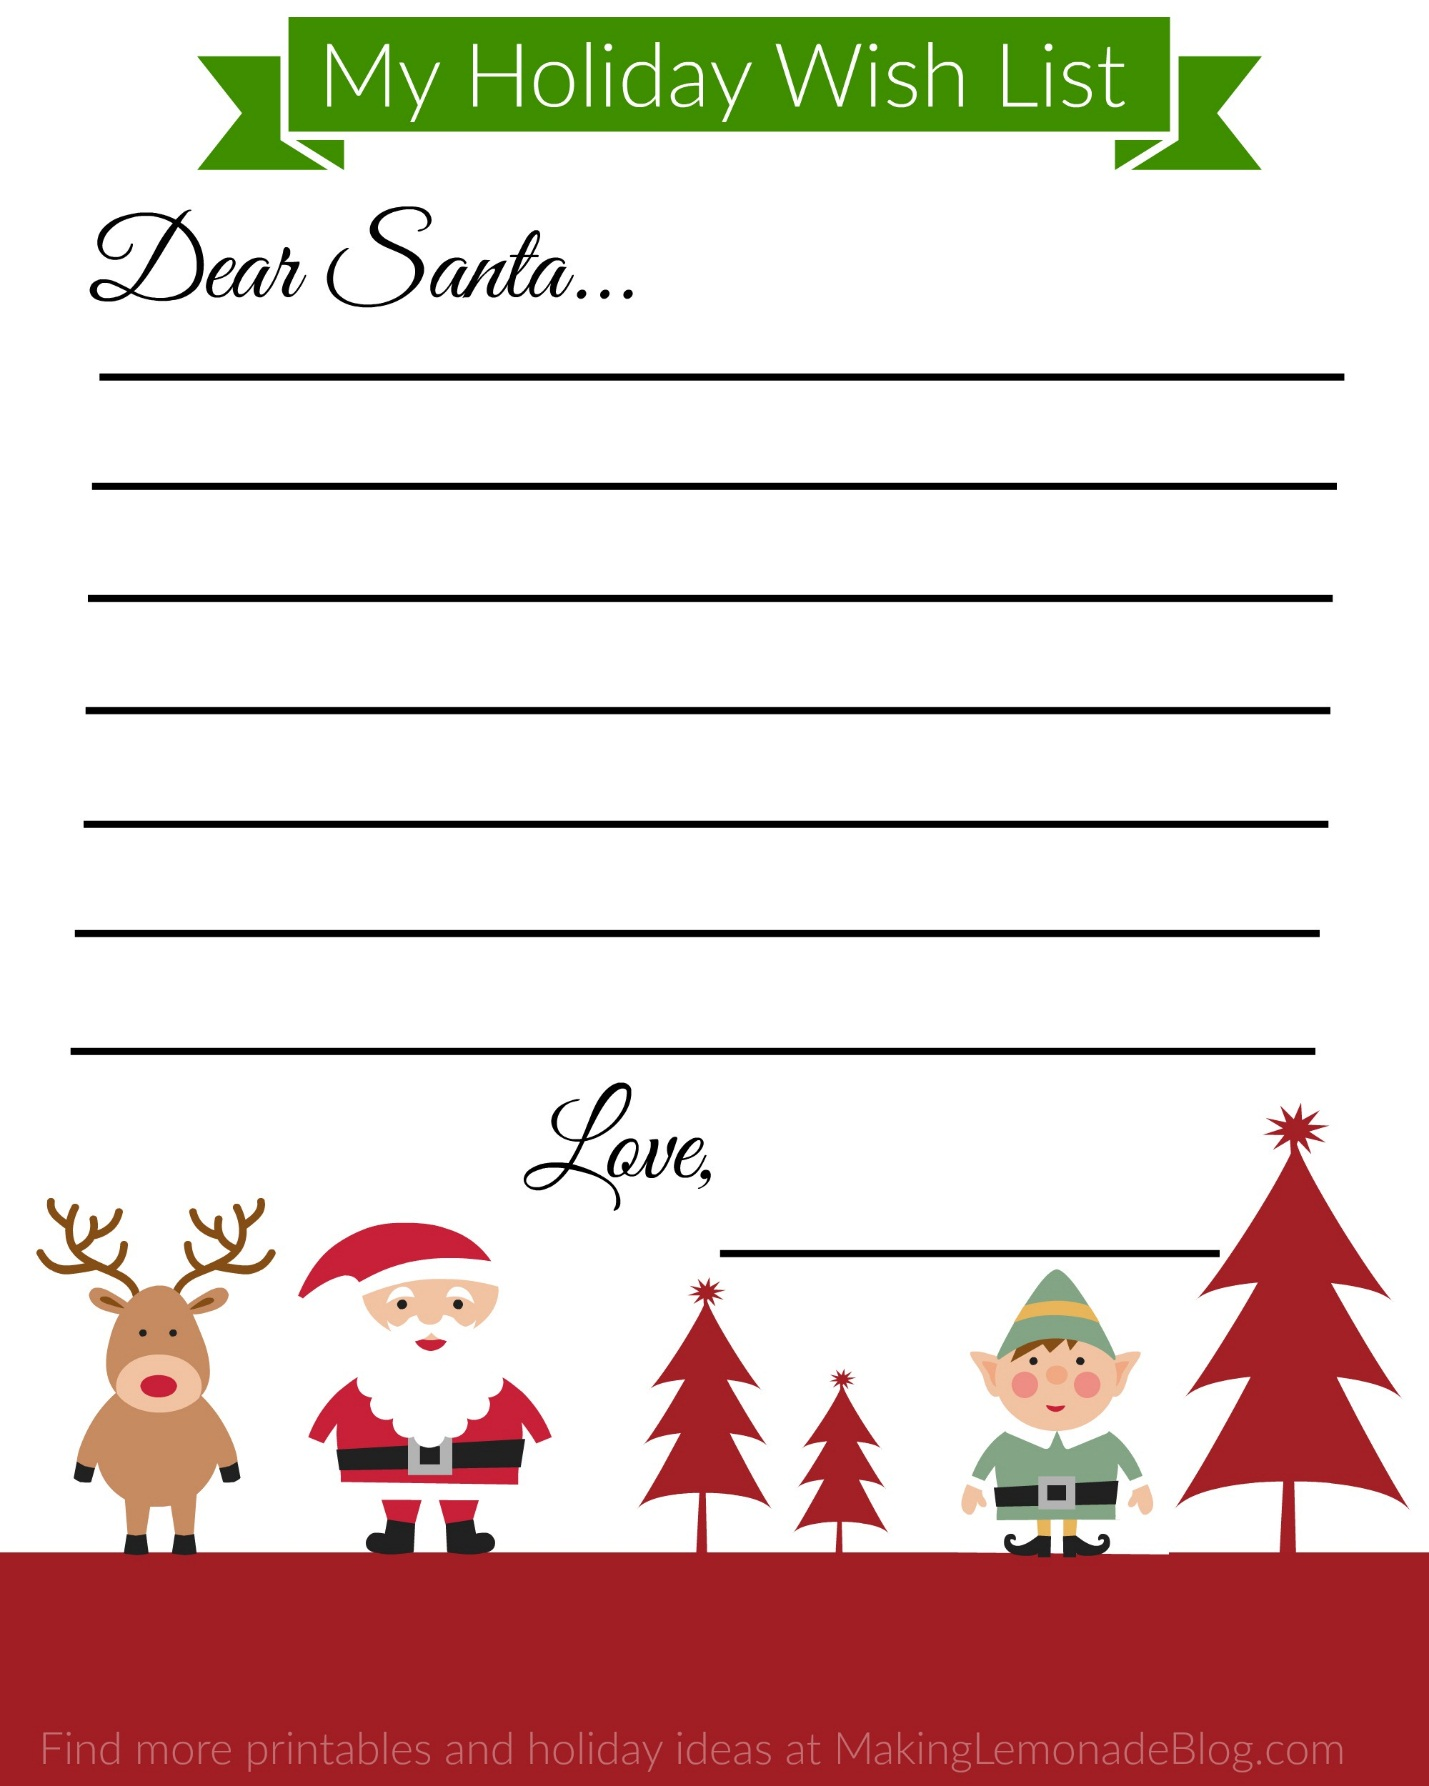 My Holiday Wish List
Dear Santa...
Love,
Find more printables and holiday ideas at MakingLemonadeBlog.com